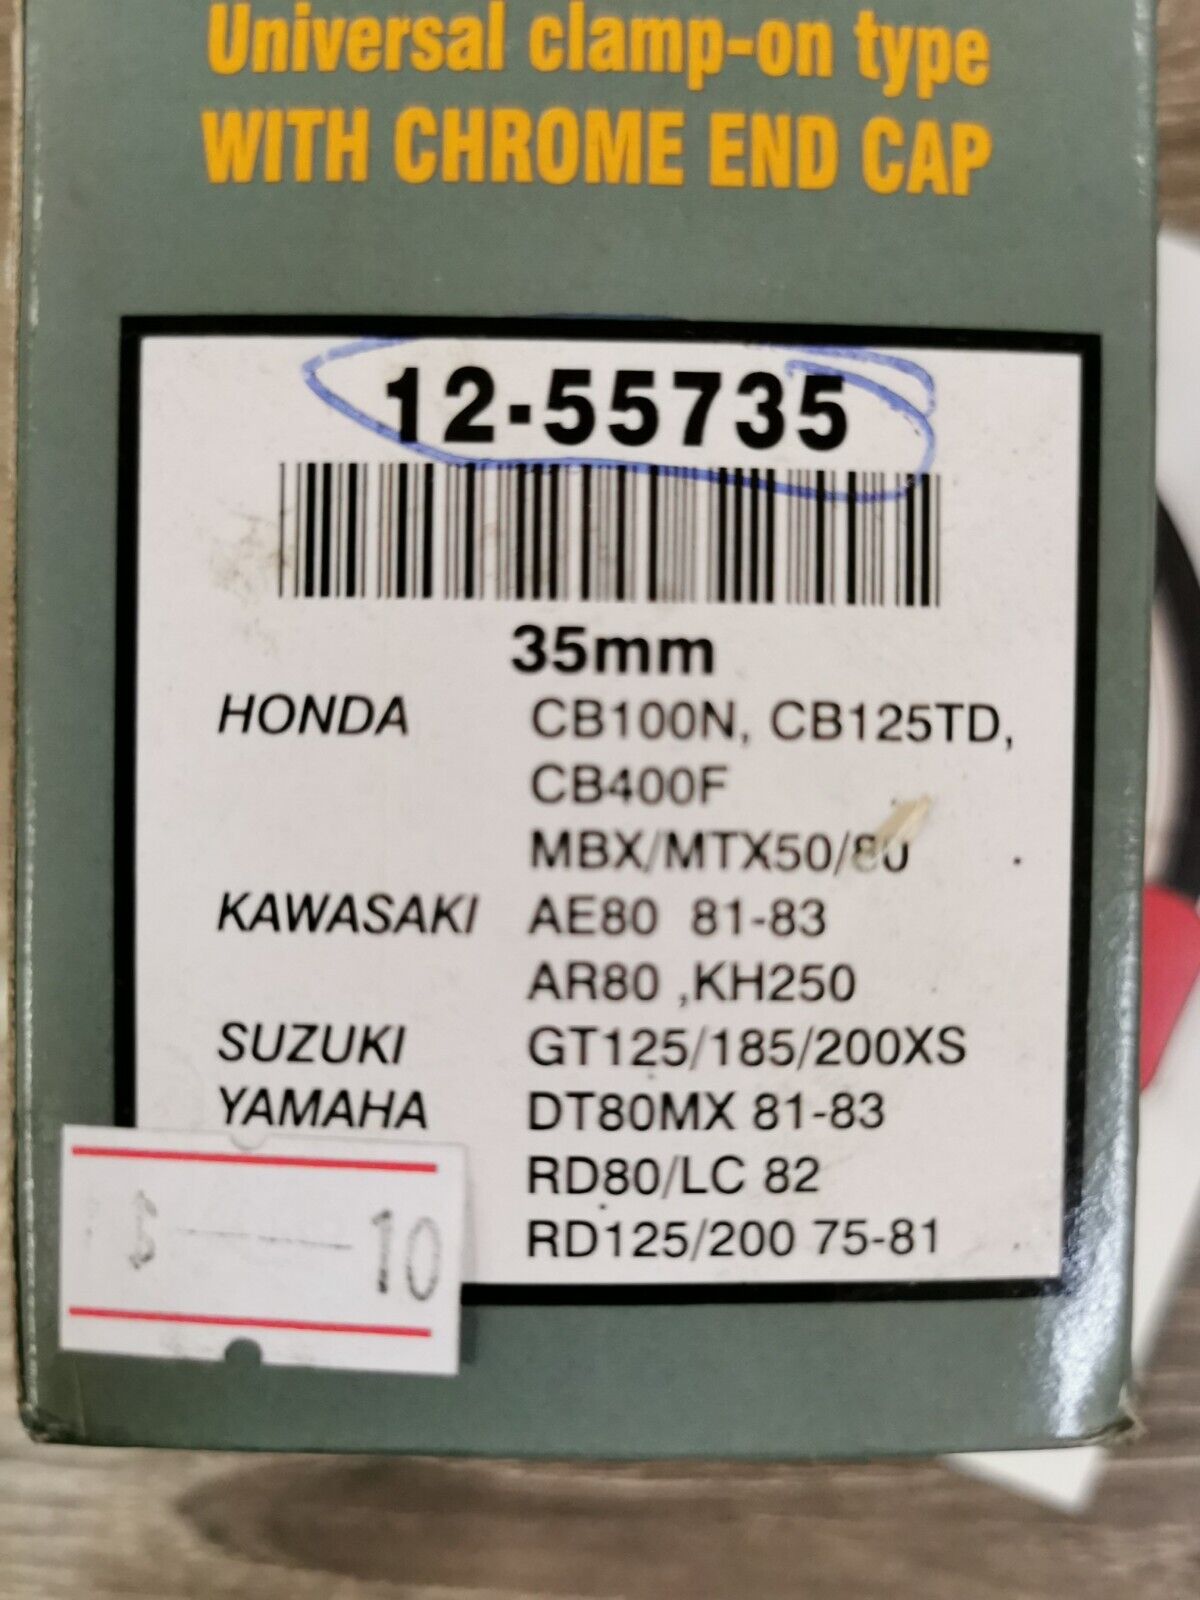 Universal clamp-on type
WITH CHROME END CAP
12-55735
35mm
HONDA CB100N, CB125TD,
CB400F
MBX/MTX50/80
KAWASAKI AE80 81-83
AR80 ,KH250
SUZUKI GT125/185/200XS
YAMAHA DT80MX 81-83
RD80/LC 82
RD125/200 75-81
10